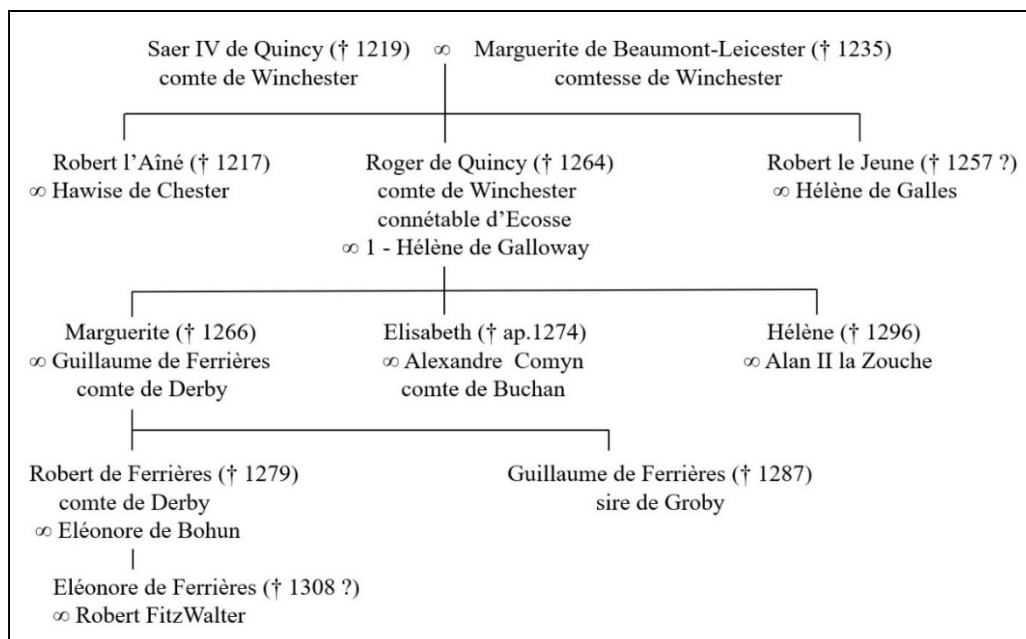 Saer IV de Quincy († 1219) ∞ Marguerite de Beaumont-Leicester († 1235)
comte de Winchester comtesse de Winchester
Robert l’Aîné († 1217) Roger de Quincy († 1264) Robert le Jeune († 1257 ?)
∞ Hawise de Chester comte de Winchester ∞ Hélène de Galles
connétable d’Ecosse
∞ 1 - Hélène de Galloway
Marguerite († 1266) Elisabeth († ap.1274) Hélène († 1296)
∞ Guillaume de Ferrières ∞ Alexandre Comyn ∞ Alan II la Zouche
comte de Derby comte de Buchan
Robert de Ferrières († 1279) Guillaume de Ferrières († 1287)
comte de Derby sire de Groby
∞ Eléonore de Bohun
Eléonore de Ferrières († 1308 ?)
∞ Robert FitzWalter